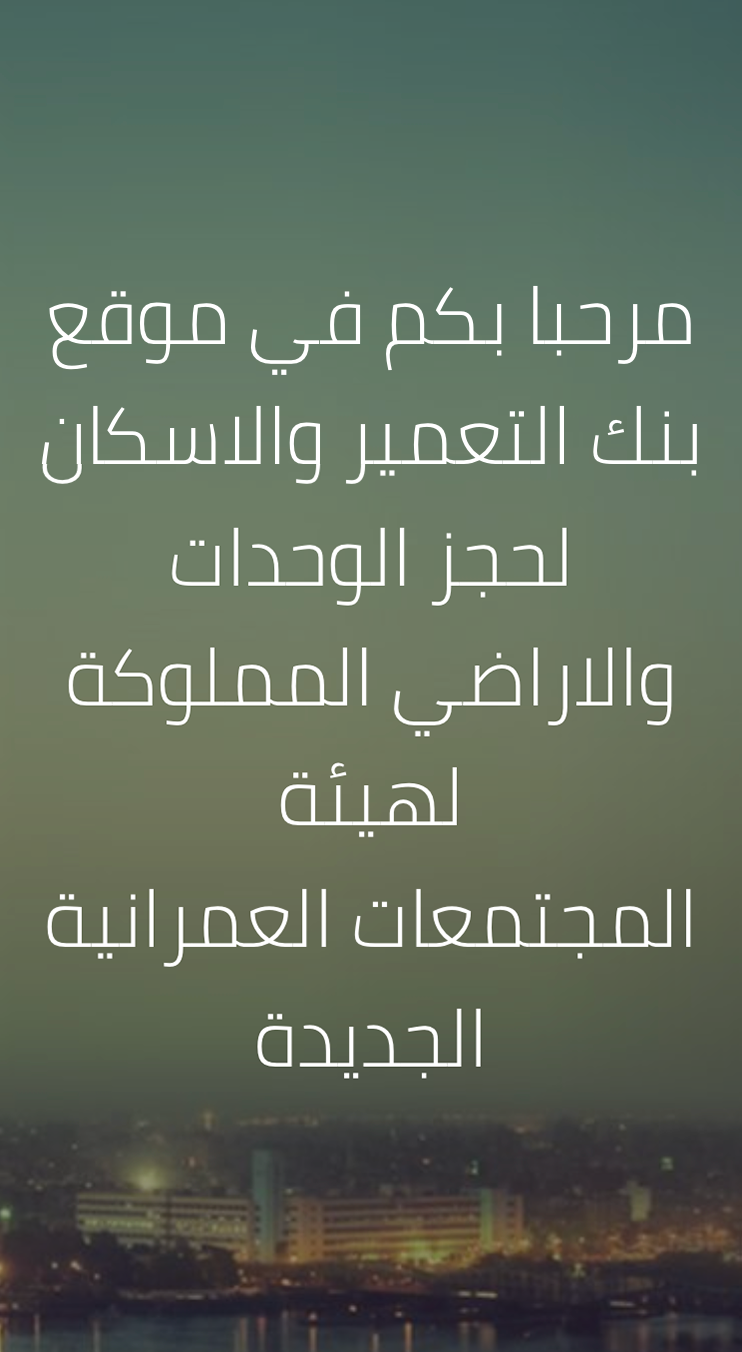 مرحبا بكم في موقع
بنك التعمير والاسكان
لحجز الوحدات
والاراضي المملوكة
لهيئة
المجتمعات العمرانية
الجديدة